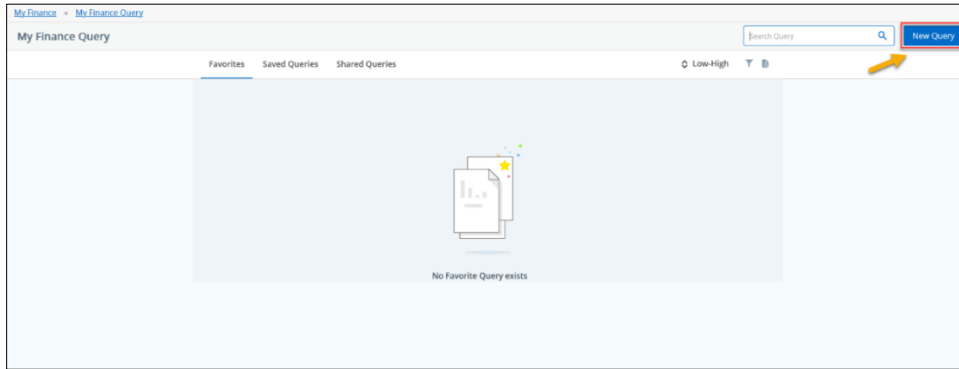 My Finance My Finance Query
My Finance Query
Search Query
New Query
Favorites Saved Queries Shared Queries Low-High
No Favorite Query exists